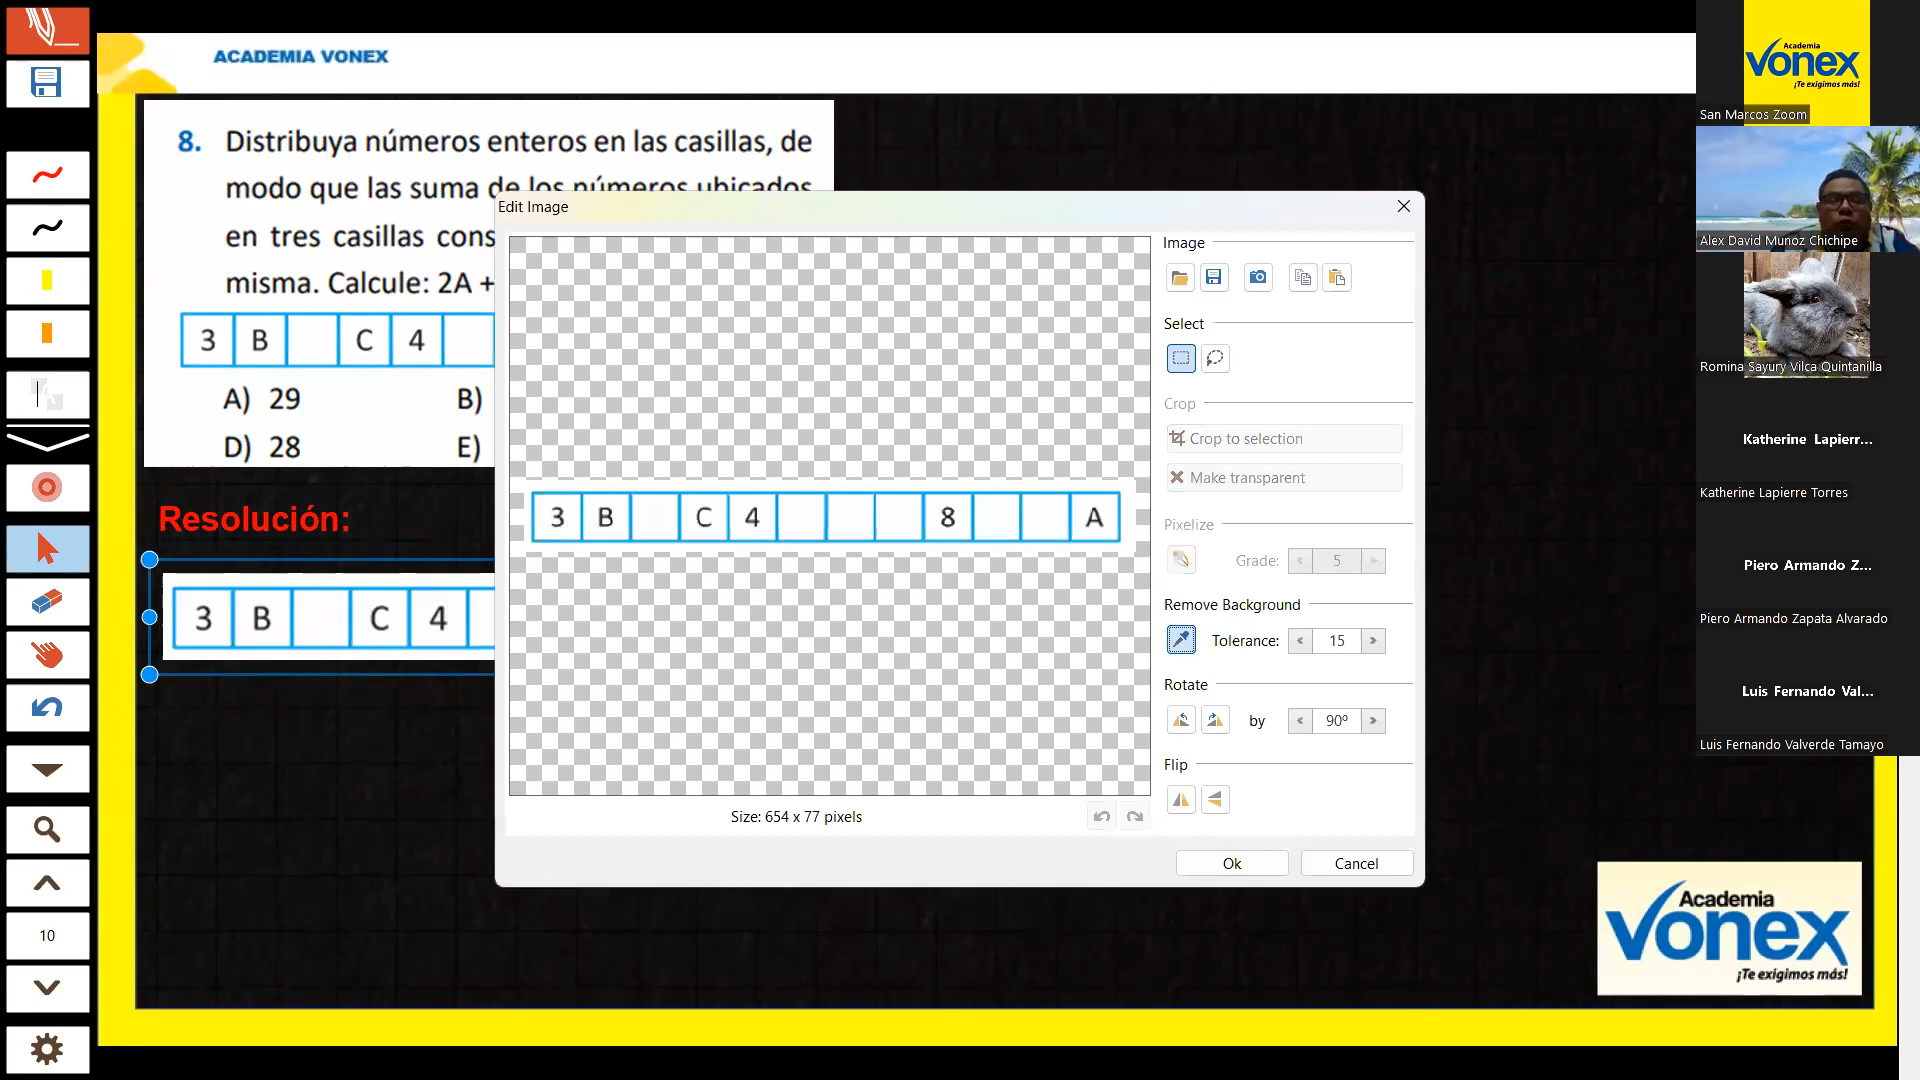 ACADEMIA VONEX
8. Distribuya números enteros en las casillas, de
modo que las suma de los números ubicados
en tres casillas cons
misma. Calcule: 2A +
3 B C 4
A) 29 B)
D) 28 E)
Resolución:
3 B C 4
10
Edit Image
3 B C 4 8 A
Size: 654 x 77 pixels
Image
Select
Crop
Crop to selection
Make transparent
Pixelize
Grade: 5
Remove Background
Tolerance: 15
Rotate
by 90º
Flip
Ok Cancel
Academia
vonex
¡Te exigimos más!
San Marcos Zoom
Alex David Munoz Chichipe
Romina Sayury Vilca Quintanilla
Katherine Lapierr...
Katherine Lapierre Torres
Piero Armando Z...
Piero Armando Zapata Alvarado
Luis Fernando Val...
Luis Fernando Valverde Tamayo
Academia
vonex
¡Te exigimos más!